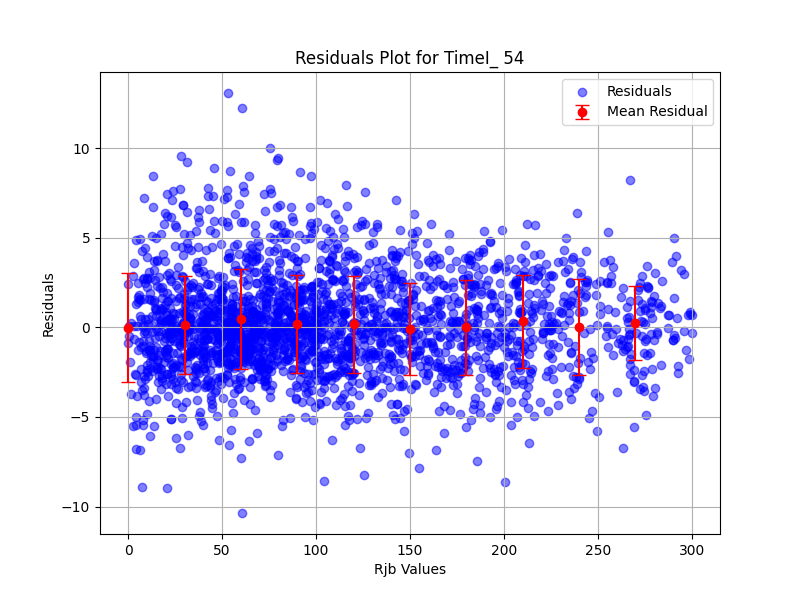 Residuals Plot for TimeI_ 54
Residuals
Mean Residual
10
5
0
−5
−10
Residuals
0 50 100 150 200 250 300
Rjb Values